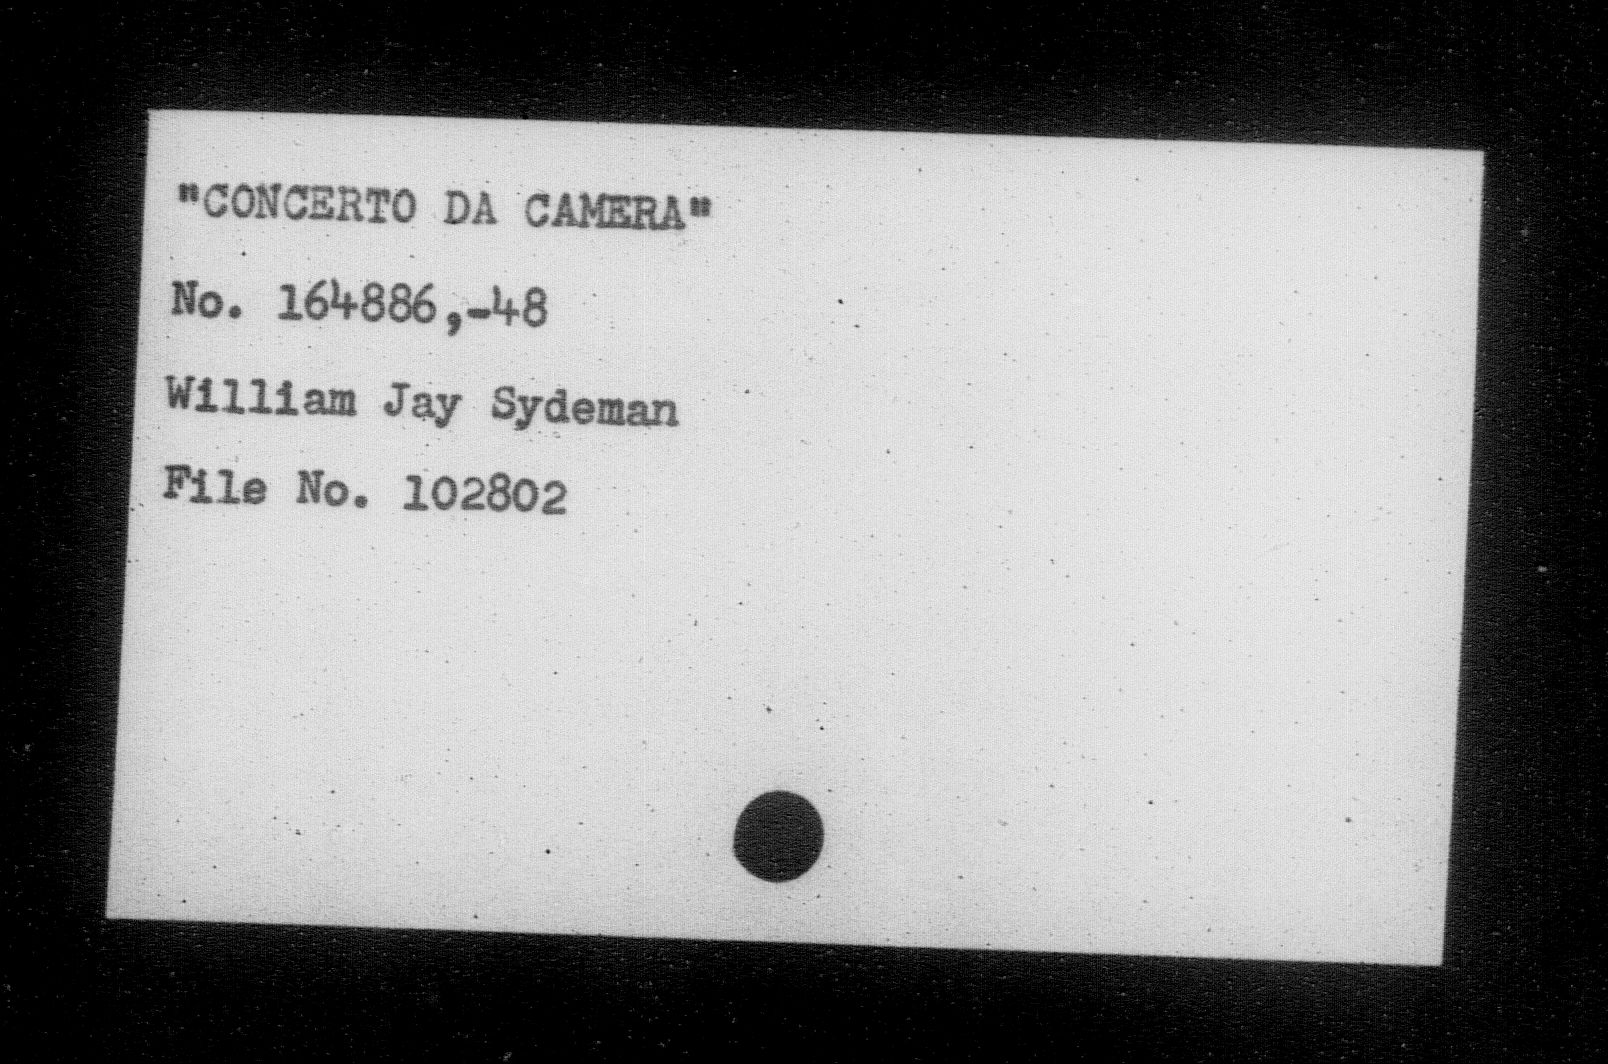 "CONCERTO DA CAMERA"
No. 164886,-48
William Jay Sydeman
File No. 102802